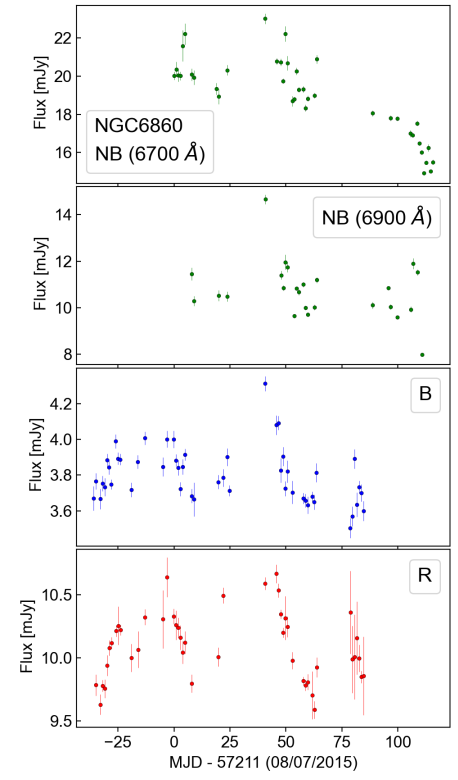 22
20
18
16
Flux [mJy]
NGC6860
NB (6700 Å)
14
12
10
8
Flux [mJy]
NB (6900 Å)
4.2
4.0
3.8
3.6
Flux [mJy]
B
10.5
10.0
9.5
Flux [mJy]
R
−25 0 25 50 75 100
MJD - 57211 (08/07/2015)